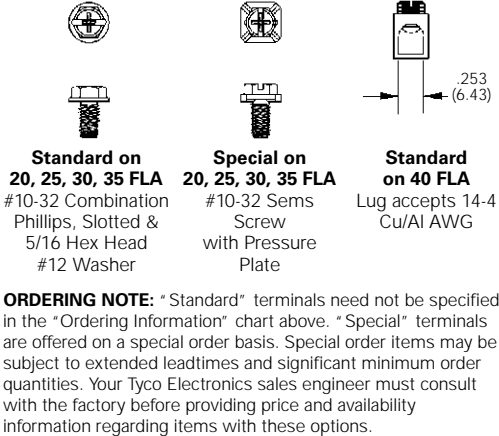 .253
(6.43)
Standard on
20, 25, 30, 35 FLA
#10-32 Combination
Phillips, Slotted &
5/16 Hex Head
#12 Washer
Special on
20, 25, 30, 35 FLA
#10-32 Sems
Screw
with Pressure
Plate
Standard
on 40 FLA
Lug accepts 14-4
Cu/Al AWG
ORDERING NOTE: "Standard" terminals need not be specified
in the "Ordering Information" chart above. "Special" terminals
are offered on a special order basis. Special order items may be
subject to extended leadtimes and significant minimum order
quantities. Your Tyco Electronics sales engineer must consult
with the factory before providing price and availability
information regarding items with these options.